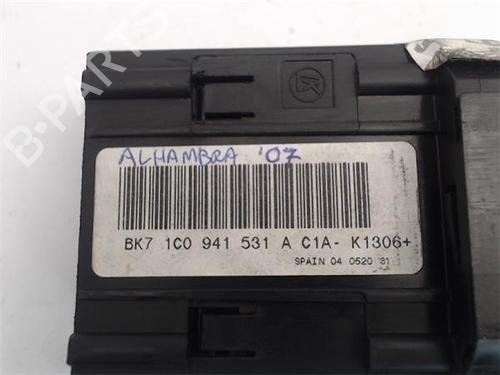 B-PARTS
K
ALHAMBRA '07
BK7 1C0 941 531 A C1A- K1306+
SPAIN 04 0520 31